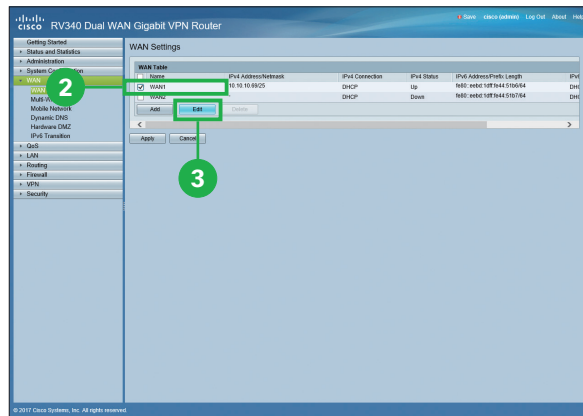 cisco RV340 Dual WAN Gigabit VPN Router
Save cisco (admin) Log Out About Help
Getting Started
Status and Statistics
Administration
System
WAN
Multi-W
Mobile Network
Dynamic DNS
Hardware DMZ
IPv6 Transition
QoS
LAN
Routing
Firewall
VPN
Security
WAN Settings
WAN Table
Name IPv4 Address/Netmask IPv4 Connection IPv4 Status IPv6 Address/Prefix Length IPv6
WAN1 10.10.10.69/25 DHCP Up fe80::eebd:1dff:fe44:51b6/64 DH
WAN2 - DHCP Down fe80::eebd:1dff:fe44:51b7/64 DH
Add Edit Delete
Apply Cancel
2
3
© 2017 Cisco Systems, Inc. All rights reserved.